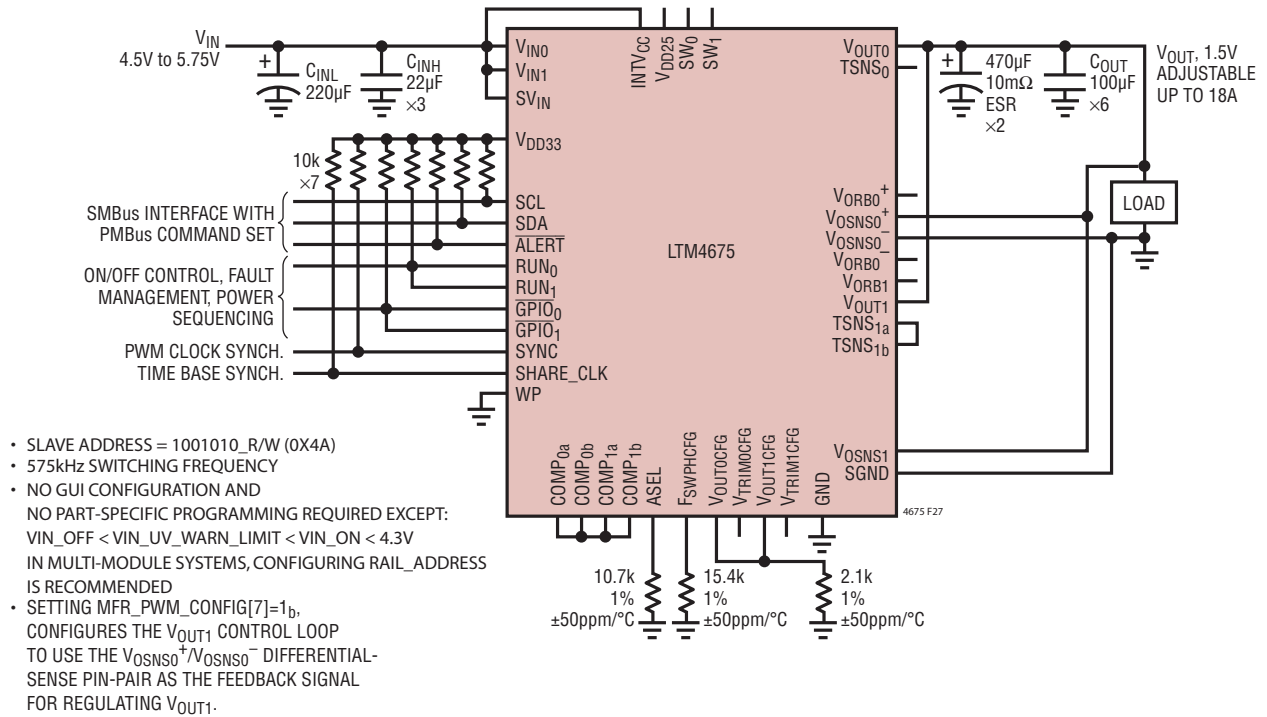 VIN
4.5V to 5.75V
CINL
220µF
CINH
22µF
×3
+
10k
×7
SMBus INTERFACE WITH
PMBus COMMAND SET
ON/OFF CONTROL, FAULT
MANAGEMENT, POWER
SEQUENCING
PWM CLOCK SYNCH.
TIME BASE SYNCH.
VIN0
VIN1
SVIN
VDD33
SCL
SDA
ALERT
RUN0
RUN1
GPIO0
GPIO1
SYNC
SHARE_CLK
WP
INTVCC
VDD25
SW0
SW1
LTM4675
VOUT0
TSNS0
VORB0+
VOSNS0+
VOSNS0–
VORB0–
VORB1
VOUT1
TSNS1a
TSNS1b
VOSNS1
SGND
COMP0a
COMP0b
COMP1a
COMP1b
ASEL
FSWPHCFG
VOUT0CFG
VTRIM0CFG
VOUT1CFG
VTRIM1CFG
GND
+
470µF
10mΩ
ESR
×2
COUT
100µF
×6
VOUT, 1.5V
ADJUSTABLE
UP TO 18A
LOAD
4675 F27
10.7k
1%
±50ppm/°C
15.4k
1%
±50ppm/°C
2.1k
1%
±50ppm/°C
• SLAVE ADDRESS = 1001010_R/W (0X4A)
• 575kHz SWITCHING FREQUENCY
• NO GUI CONFIGURATION AND
NO PART-SPECIFIC PROGRAMMING REQUIRED EXCEPT:
VIN_OFF < VIN_UV_WARN_LIMIT < VIN_ON < 4.3V
IN MULTI-MODULE SYSTEMS, CONFIGURING RAIL_ADDRESS
IS RECOMMENDED
• SETTING MFR_PWM_CONFIG[7]=1b,
CONFIGURES THE VOUT1 CONTROL LOOP
TO USE THE VOSNS0+/VOSNS0– DIFFERENTIAL-
SENSE PIN-PAIR AS THE FEEDBACK SIGNAL
FOR REGULATING VOUT1.